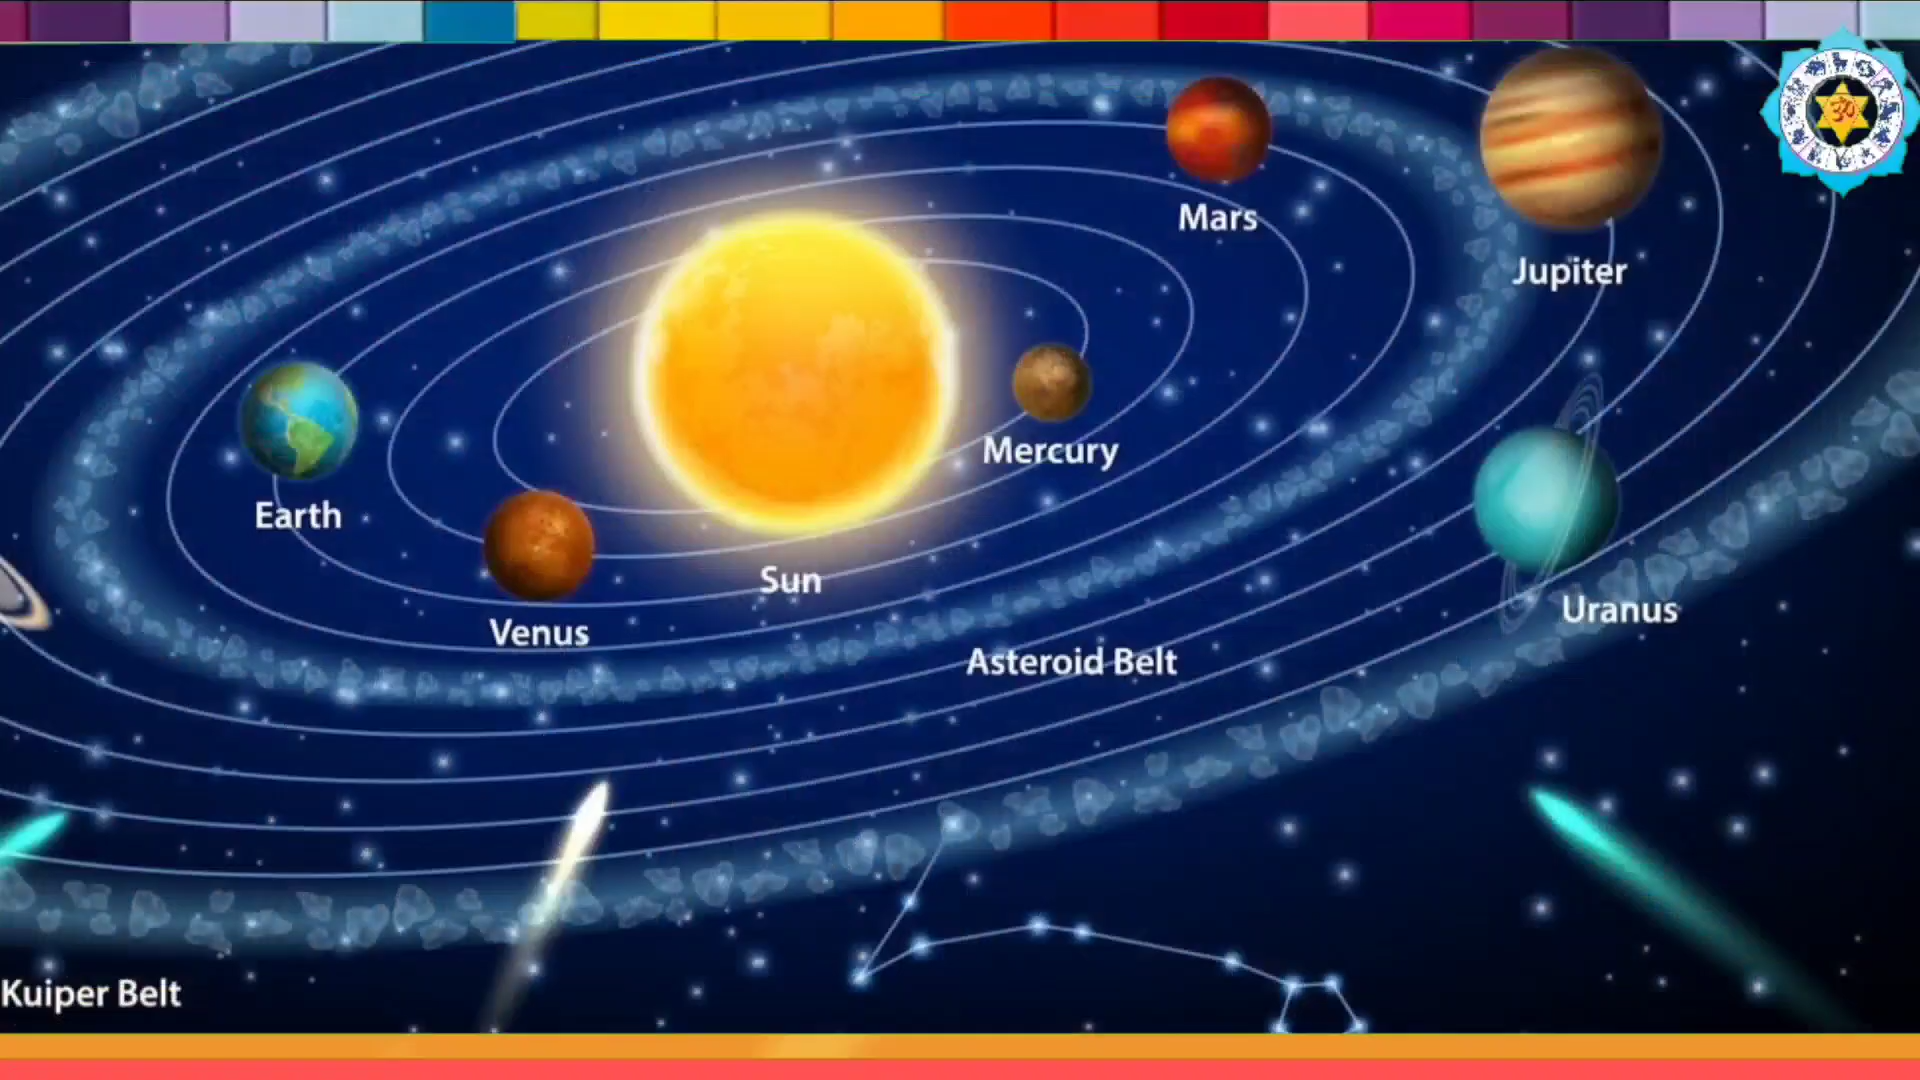 Mars
Jupiter
Mercury
Earth
Sun
Uranus
Venus
Asteroid Belt
Kuiper Belt
ॐ